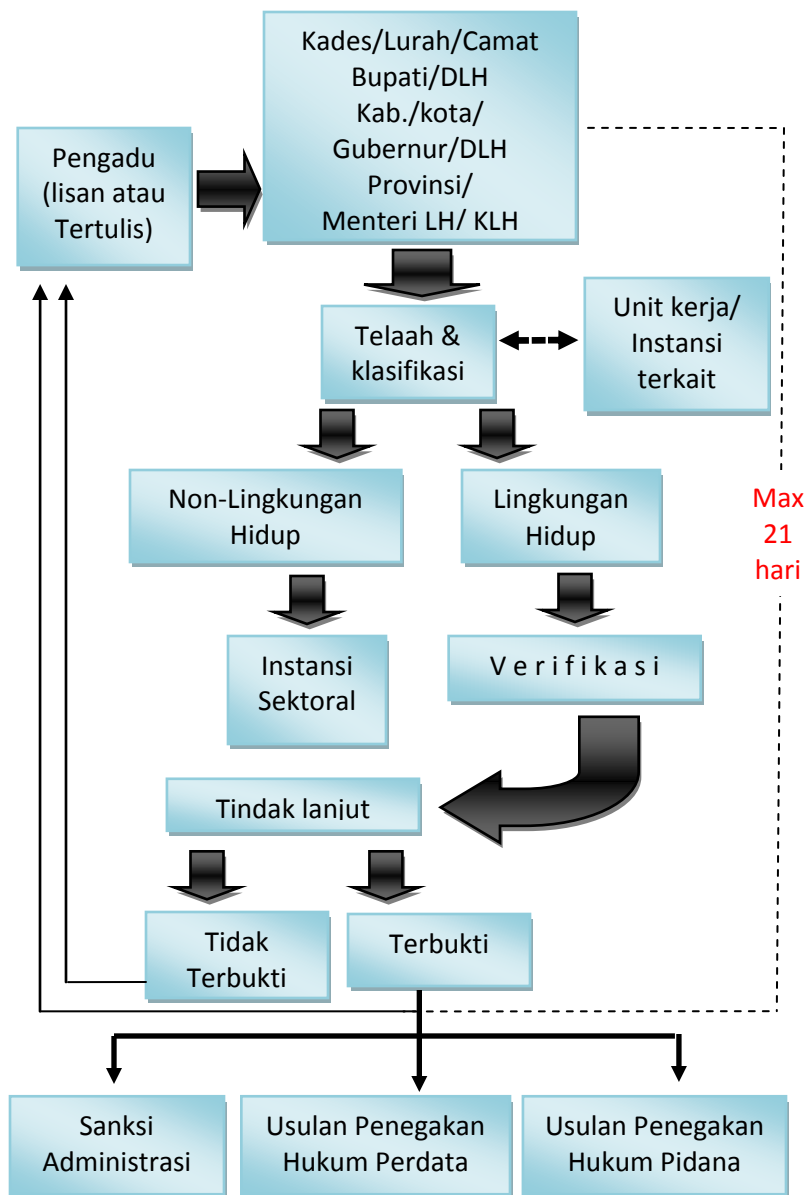 Kades/Lurah/Camat
Bupati/DLH
Kab./kota/
Gubernur/DLH
Provinsi/
Menteri LH/ KLH
Pengadu
(lisan atau
Tertulis)
Telaah &
klasifikasi
Unit kerja/
Instansi
terkait
Non-Lingkungan
Hidup
Lingkungan
Hidup
Max
21
hari
Instansi
Sektoral
V e r i f i k a s i
Tindak lanjut
Tidak
Terbukti
Terbukti
Sanksi
Administrasi
Usulan Penegakan
Hukum Perdata
Usulan Penegakan
Hukum Pidana